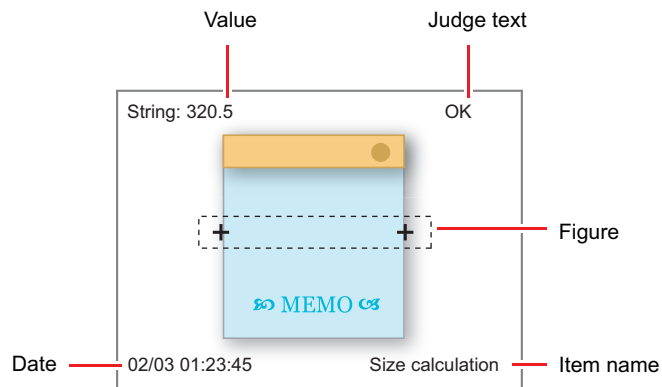 Value
Judge text
String: 320.5
OK
Figure
MEMO
Date
02/03 01:23:45
Size calculation
Item name